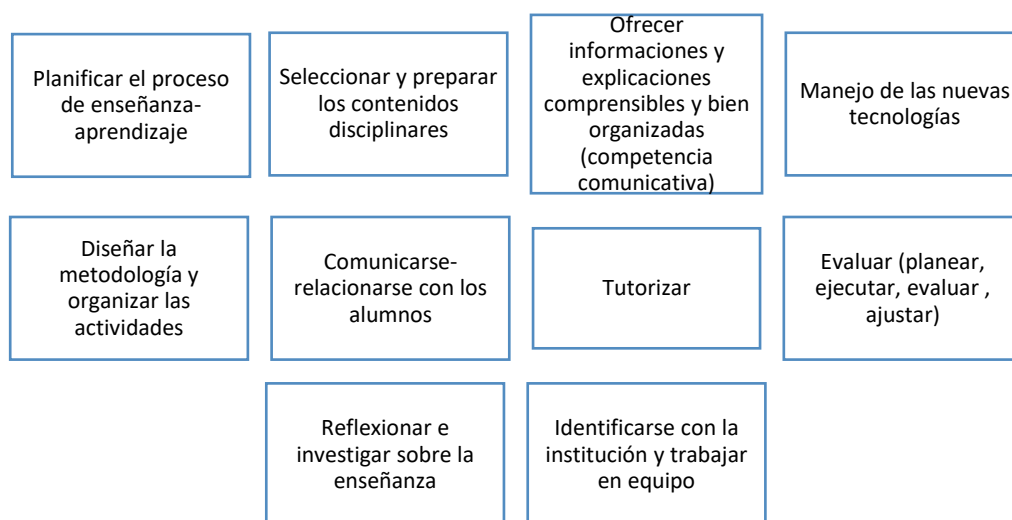 Planificar el proceso
de enseñanza-
aprendizaje
Seleccionar y preparar
los contenidos
disciplinares
Ofrecer
informaciones y
explicaciones
comprensibles y bien
organizadas
(competencia
comunicativa)
Manejo de las nuevas
tecnologías
Diseñar la
metodología y
organizar las
actividades
Comunicarse-
relacionarse con los
alumnos
Tutorizar
Evaluar (planear,
ejecutar, evaluar ,
ajustar)
Reflexionar e
investigar sobre la
enseñanza
Identificarse con la
institución y trabajar
en equipo